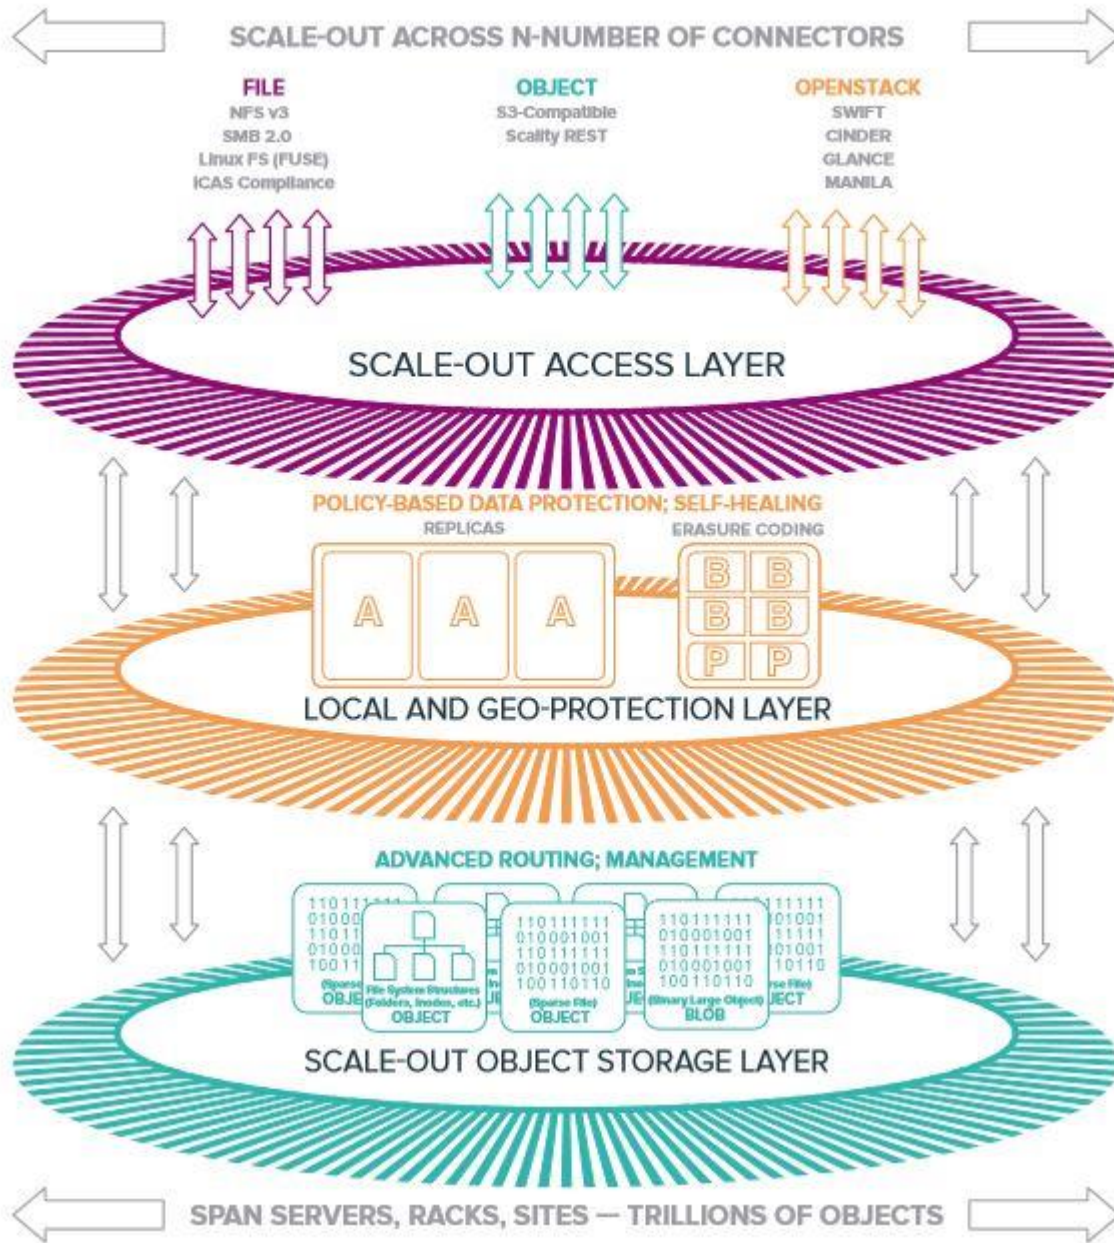 SCALE-OUT ACROSS N-NUMBER OF CONNECTORS
FILE
NFS v3
SMB 2.0
Linux FS (FUSE)
ICAS Compliance
OBJECT
S3-Compatible
Scality REST
OPENSTACK
SWIFT
CINDER
GLANCE
MANILA
SCALE-OUT ACCESS LAYER
POLICY-BASED DATA PROTECTION; SELF-HEALING
REPLICAS
ERASURE CODING
A A A
B B
B B
P P
LOCAL AND GEO-PROTECTION LAYER
ADVANCED ROUTING; MANAGEMENT
File System Structures
(Folders, Inodes, etc.)
OBJECT
110111111
010001001
110111111
010001001
100110110
(Sparse File)
OBJECT
110111111
010001001
110111111
010001001
100110110
(Binary Large Object)
BLOB
SCALE-OUT OBJECT STORAGE LAYER
SPAN SERVERS, RACKS, SITES — TRILLIONS OF OBJECTS